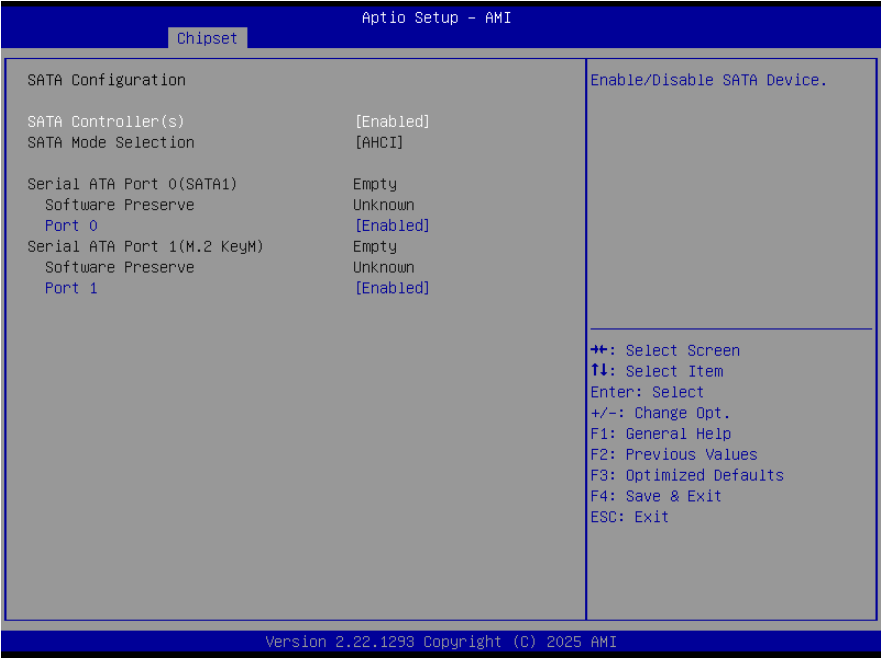 Aptio Setup – AMI
Chipset
SATA Configuration
SATA Controller(s) [Enabled]
SATA Mode Selection [AHCI]
Serial ATA Port 0(SATA1) Empty
Software Preserve Unknown
Port 0 [Enabled]
Serial ATA Port 1(M.2 KeyM) Empty
Software Preserve Unknown
Port 1 [Enabled]
Enable/Disable SATA Device.
→←: Select Screen
↑↓: Select Item
Enter: Select
+/-: Change Opt.
F1: General Help
F2: Previous Values
F3: Optimized Defaults
F4: Save & Exit
ESC: Exit
Version 2.22.1293 Copyright (C) 2025 AMI